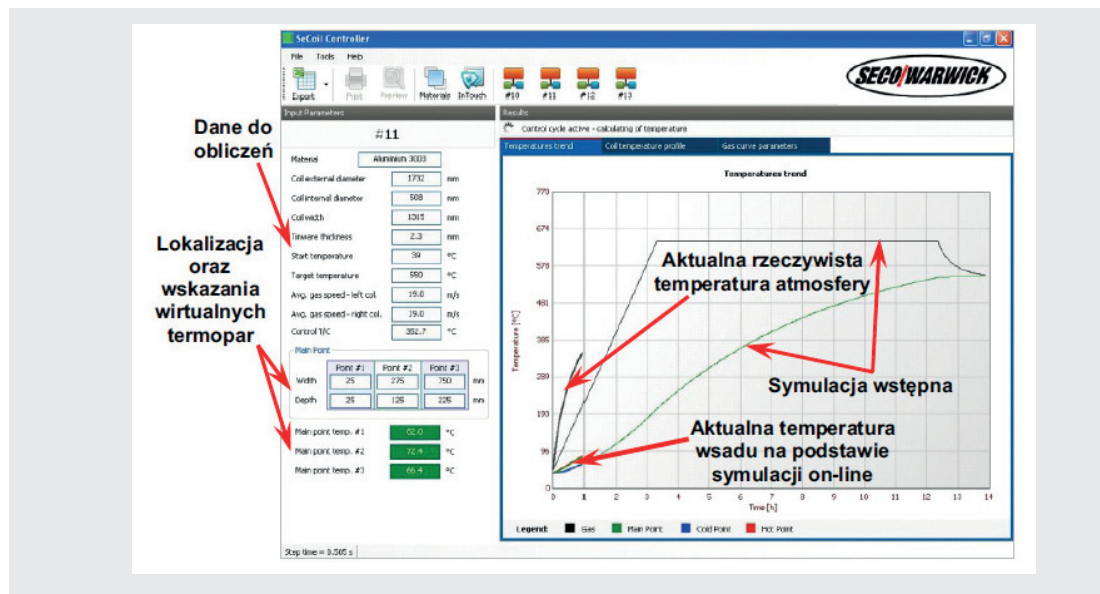 SeCoil Controller
File Tools Help
Export Print Preview Materials InTouch #10 #11 #12 #13
SECO/WARWICK
Input Parameters
Results
Control cycle active - calculating of temperature
#11
Temperatures trend Coil temperature profile Gas curve parameters
Dane do
obliczeń
Material Aluminium 3003
Coil external diameter 1732 mm
Coil internal diameter 508 mm
Coil width 1315 mm
Tinware thickness 2.3 mm
Start temperature 39 °C
Target temperature 550 °C
Avg. gas speed - left col. 19.0 m/s
Avg. gas speed - right col. 19.0 m/s
Control T/C 352.7 °C
Lokalizacja
oraz
wskazania
wirtualnych
termopar
Main Point
Point #1 Point #2 Point #3
Width 25 275 750 mm
Depth 25 125 225 mm
Main point temp. #1 62.0 °C
Main point temp. #2 72.4 °C
Main point temp. #3 66.4 °C
Temperatures trend
Temperature [°C]
770
674
578
481
385
289
193
96
0
0 1 2 3 4 5 6 7 8 9 10 11 12 13 14
Time [h]
Aktualna rzeczywista
temperatura atmosfery
Symulacja wstępna
Aktualna temperatura
wsadu na podstawie
symulacji on-line
Legend: Gas Main Point Cold Point Hot Point
Step time = 0.505 s